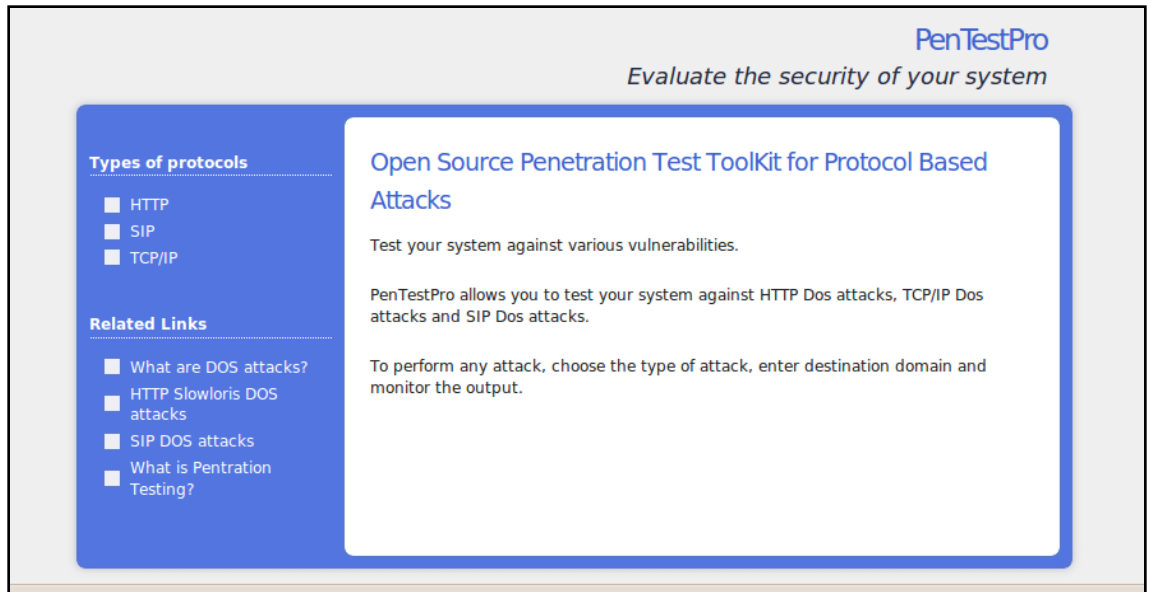 PenTestPro
Evaluate the security of your system
Types of protocols
HTTP
SIP
TCP/IP
Related Links
What are DOS attacks?
HTTP Slowloris DOS
attacks
SIP DOS attacks
What is Pentration
Testing?
Open Source Penetration Test ToolKit for Protocol Based
Attacks
Test your system against various vulnerabilities.
PenTestPro allows you to test your system against HTTP Dos attacks, TCP/IP Dos
attacks and SIP Dos attacks.
To perform any attack, choose the type of attack, enter destination domain and
monitor the output.